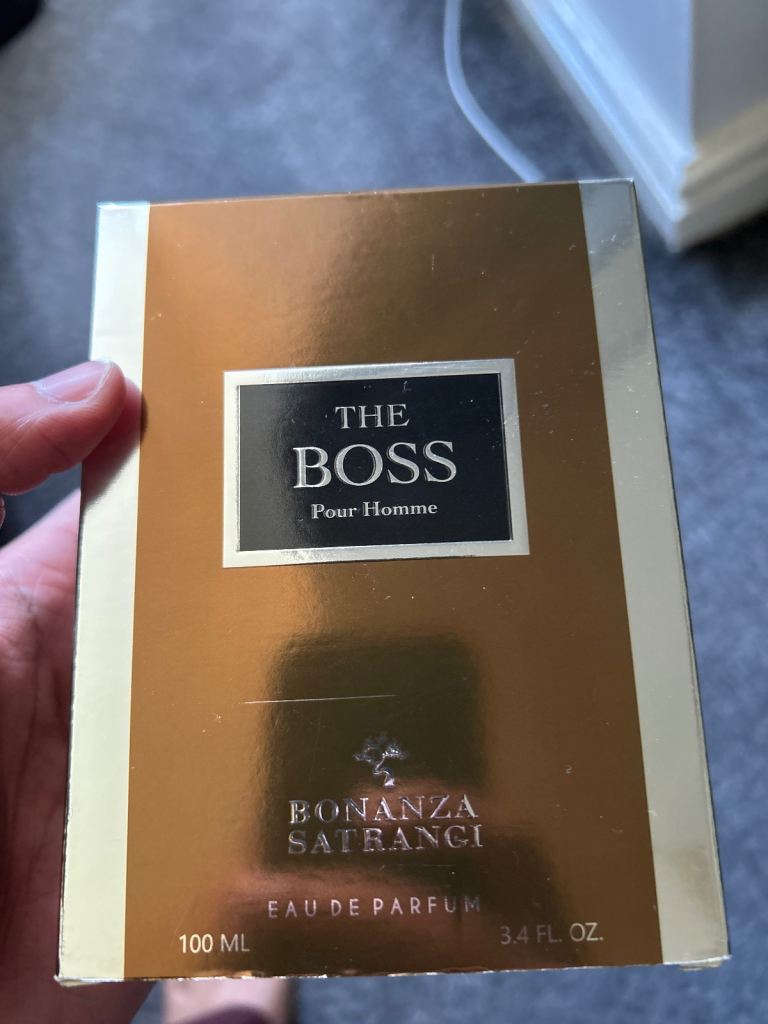 THE
BOSS
Pour Homme
BONANZA
SATRANGI
EAU DE PARFUM
100 ML
3.4 FL. OZ.